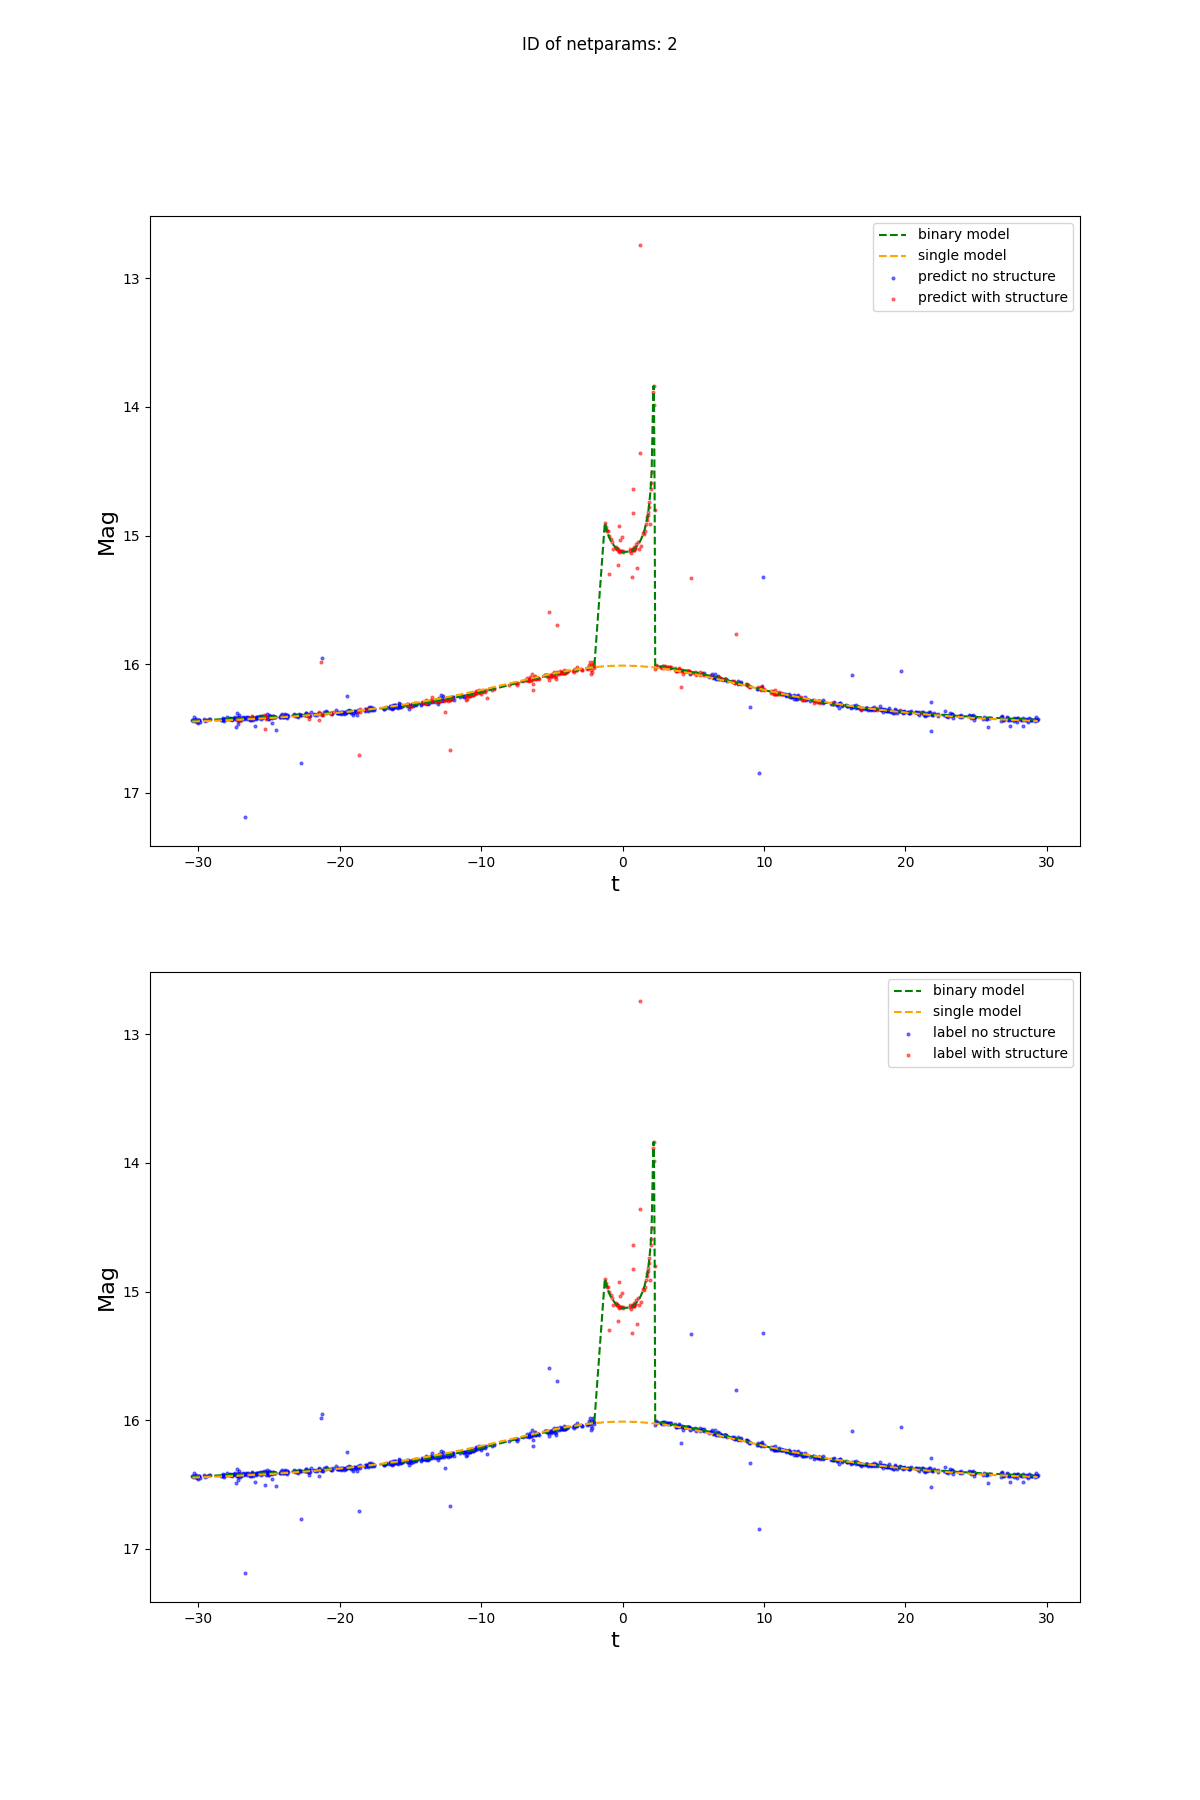 ID of netparams: 2
binary model
single model
predict no structure
predict with structure
13
14
15
16
17
Mag
−30
−20
−10
0
10
20
30
t
binary model
single model
label no structure
label with structure
13
14
15
16
17
Mag
−30
−20
−10
0
10
20
30
t